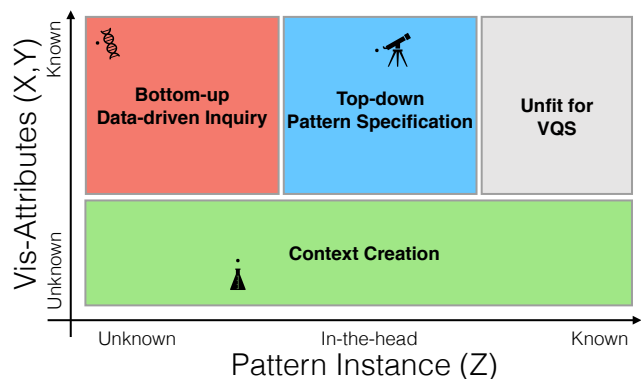 Vis-Attributes (X,Y)
Known
Unknown
Bottom-up
Data-driven Inquiry
Top-down
Pattern Specification
Unfit for
VQS
Context Creation
Unknown
In-the-head
Known
Pattern Instance (Z)